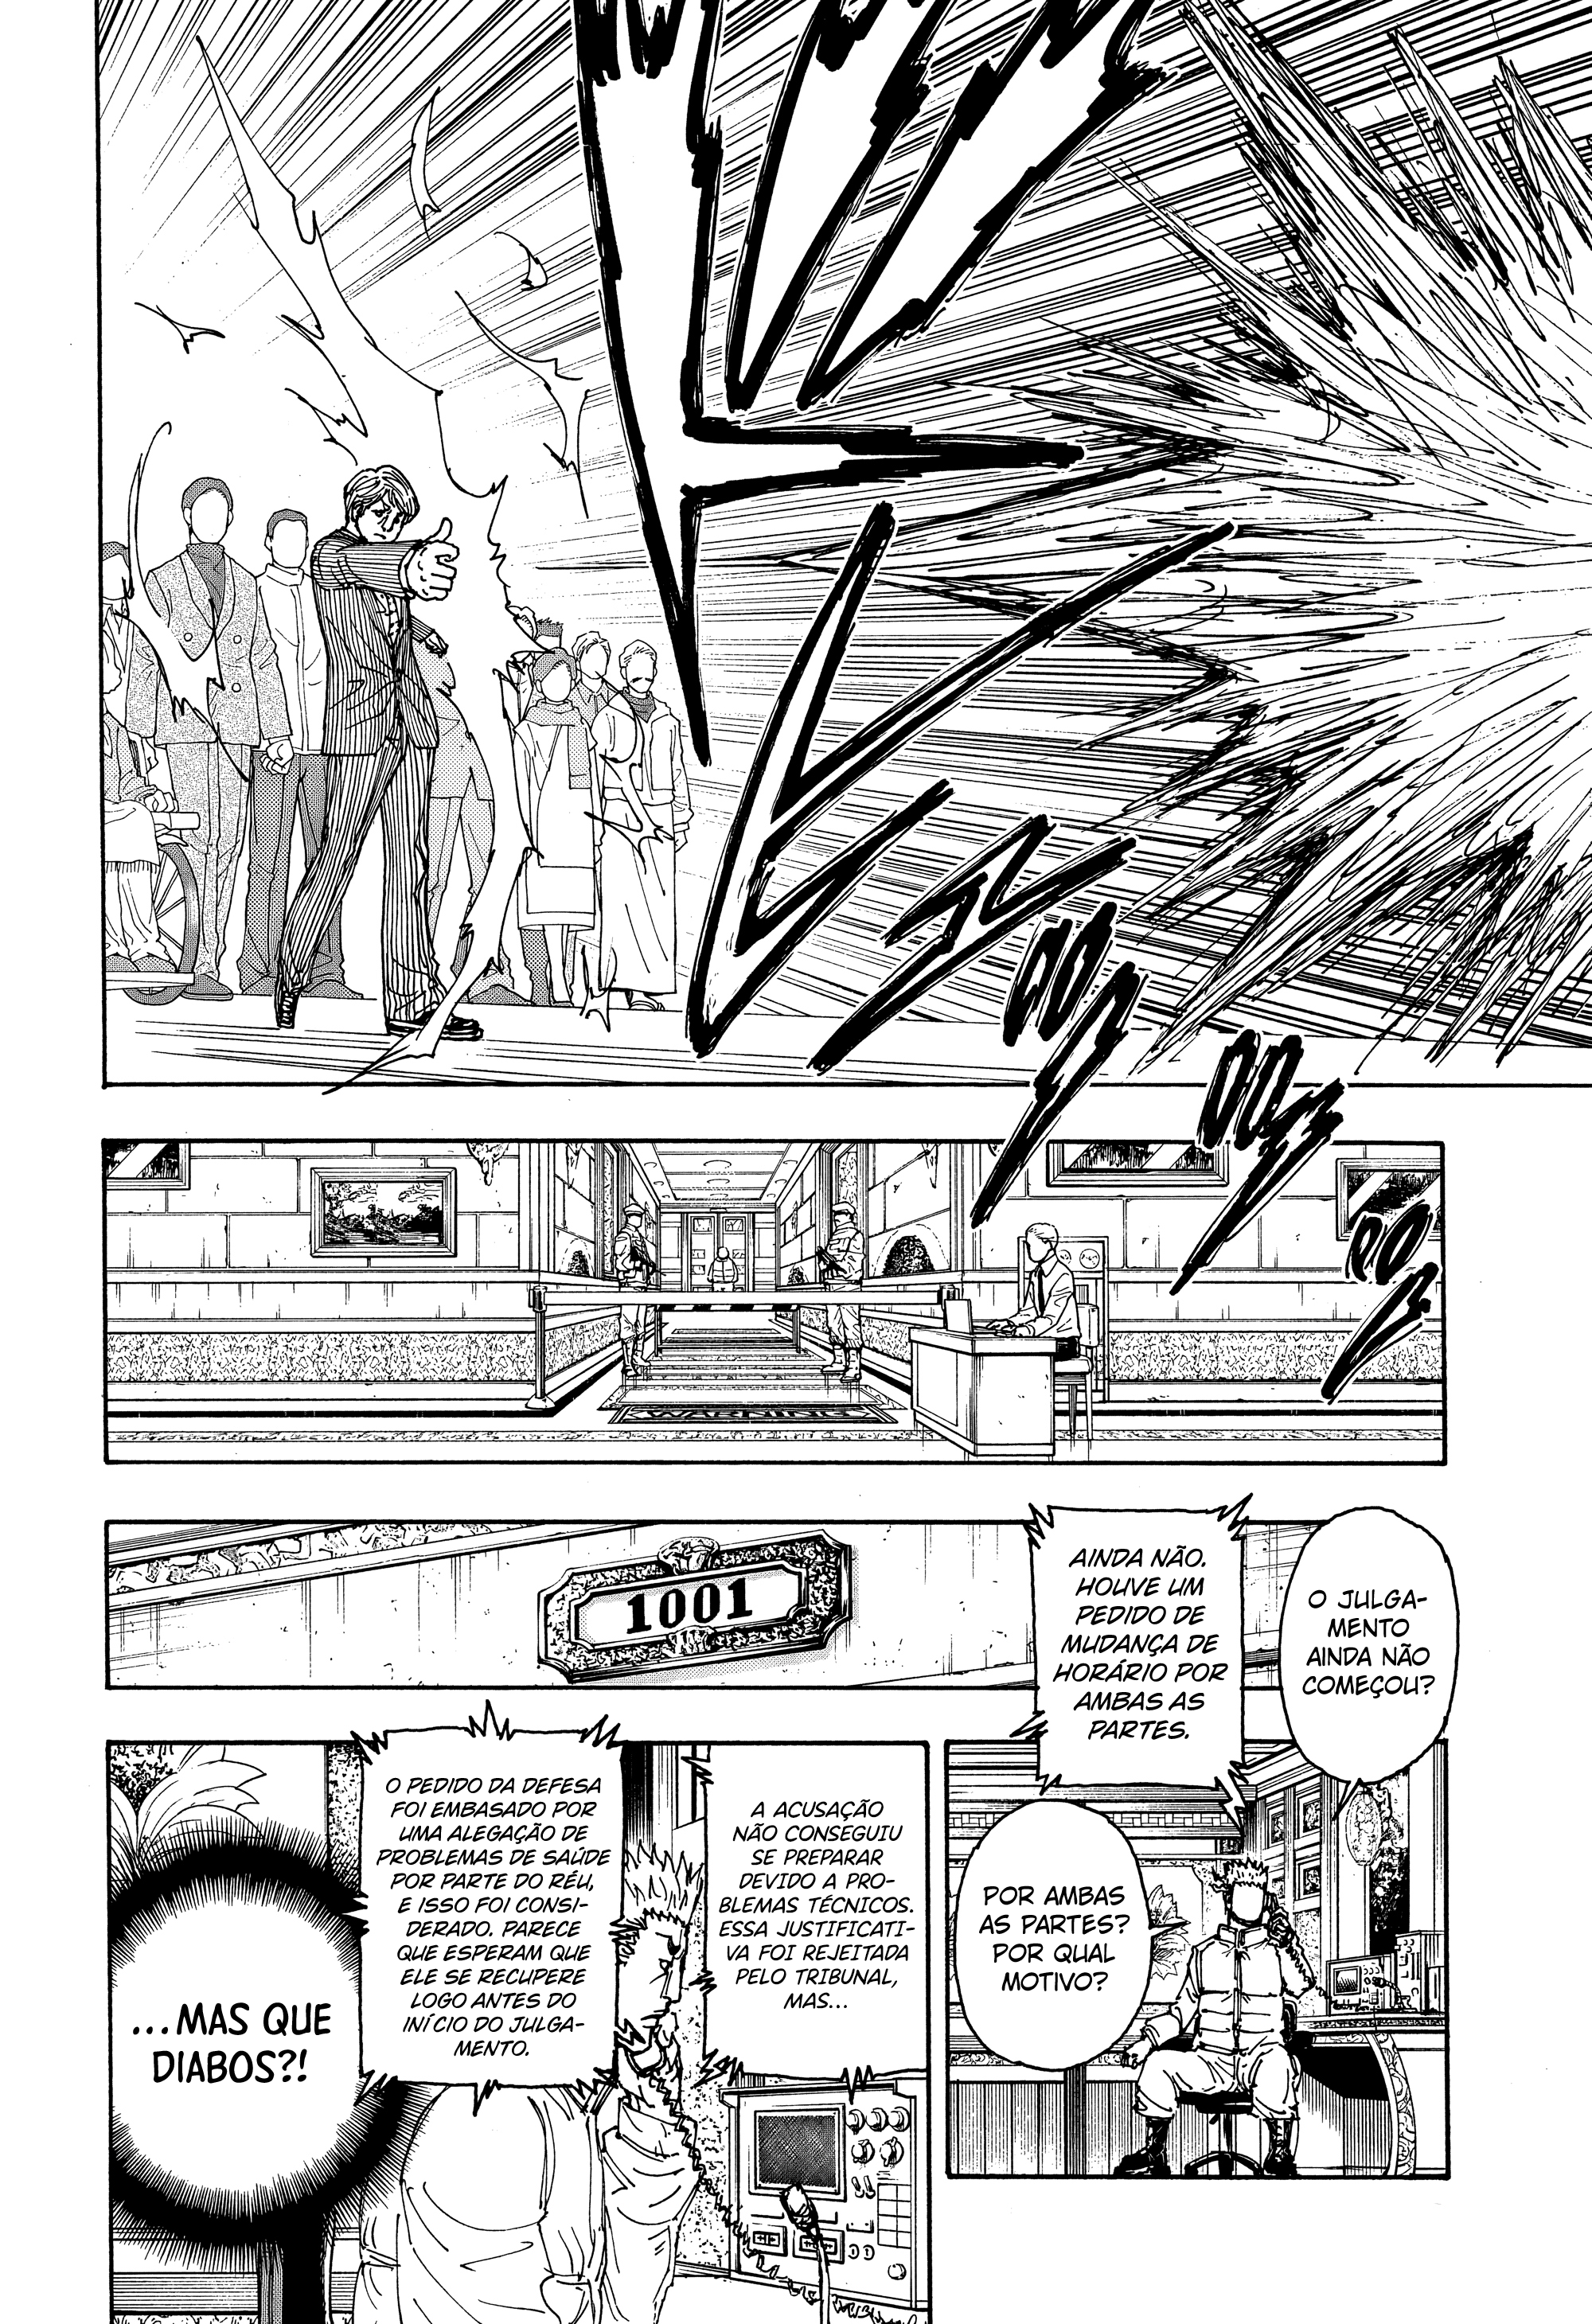 WARNING
O JULGA-
MENTO
AINDA NÃO
COMEÇOU?
AINDA NÃO.
HOUVE UM
PEDIDO DE
MUDANÇA DE
HORÁRIO POR
AMBAS AS
PARTES.
1001
POR AMBAS
AS PARTES?
POR QUAL
MOTIVO?
A ACUSAÇÃO
NÃO CONSEGUIU
SE PREPARAR
DEVIDO A PRO-
BLEMAS TÉCNICOS.
ESSA JUSTIFICATI-
VA FOI REJEITADA
PELO TRIBUNAL,
MAS...
O PEDIDO DA DEFESA
FOI EMBASADO POR
UMA ALEGAÇÃO DE
PROBLEMAS DE SAÚDE
POR PARTE DO RÉU,
E ISSO FOI CONSI-
DERADO. PARECE
QUE ESPERAM QUE
ELE SE RECUPERE
LOGO ANTES DO
INÍCIO DO JULGA-
MENTO.
...MAS QUE
DIABOS?!